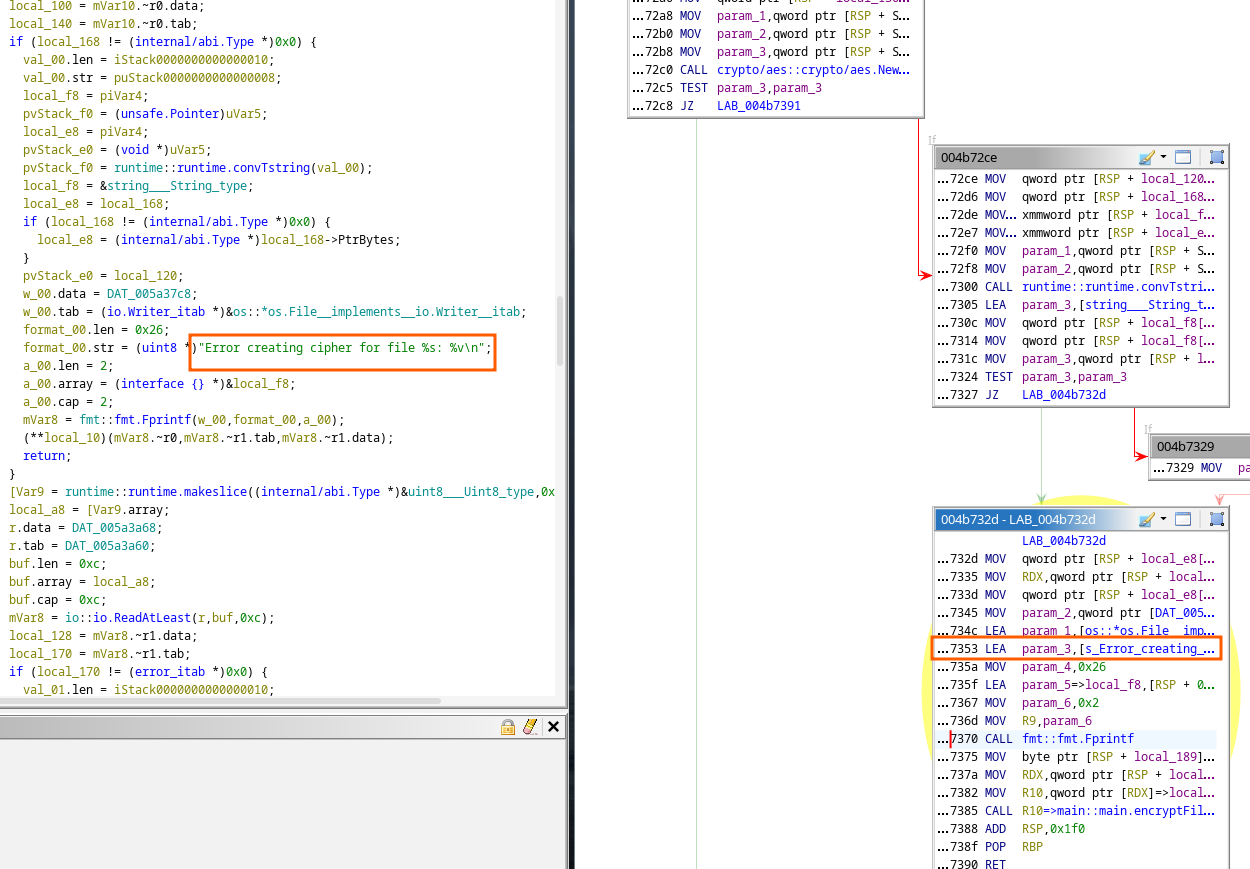 local_100 = mVar10.~r0.data;
local_140 = mVar10.~r0.tab;
if (local_168 != (internal/abi.Type *)0x0) {
val_00.len = iStack0000000000000010;
val_00.str = puStack0000000000000008;
local_f8 = piVar4;
pvStack_f0 = (unsafe.Pointer)uVar5;
local_e8 = piVar4;
pvStack_e0 = (void *)uVar5;
pvStack_f0 = runtime::runtime.convTstring(val_00);
local_f8 = &string___String_type;
local_e8 = local_168;
if (local_168 != (internal/abi.Type *)0x0) {
local_e8 = (internal/abi.Type *)local_168->PtrBytes;
}
pvStack_e0 = local_120;
w_00.data = DAT_005a37c8;
w_00.tab = (io.Writer_itab *)&os::*os.File__implements__io.Writer__itab;
format_00.len = 0x26;
format_00.str = (uint8 *)"Error creating cipher for file %s: %v\n";
a_00.len = 2;
a_00.array = (interface {} *)&local_f8;
a_00.cap = 2;
mVar8 = fmt::fmt.Fprintf(w_00,format_00,a_00);
(**local_10)(mVar8.~r0,mVar8.~r1.tab,mVar8.~r1.data);
return;
}
[Var9 = runtime::runtime.makeslice((internal/abi.Type *)&uint8___Uint8_type,0x
local_a8 = [Var9.array;
r.data = DAT_005a3a68;
r.tab = DAT_005a3a60;
buf.len = 0xc;
buf.array = local_a8;
buf.cap = 0xc;
mVar8 = io::io.ReadAtLeast(r,buf,0xc);
local_128 = mVar8.~r1.data;
local_170 = mVar8.~r1.tab;
if (local_170 != (error_itab *)0x0) {
val_01.len = iStack0000000000000010;
...72a8 MOV param_1,qword ptr [RSP + S...
...72b0 MOV param_2,qword ptr [RSP + S...
...72b8 MOV param_3,qword ptr [RSP + S...
...72c0 CALL crypto/aes::crypto/aes.New...
...72c5 TEST param_3,param_3
...72c8 JZ LAB_004b7391
If
004b72ce
...72ce MOV qword ptr [RSP + local_120...
...72d6 MOV qword ptr [RSP + local_168...
...72de MOV... xmmword ptr [RSP + local_f...
...72e7 MOV... xmmword ptr [RSP + local_e...
...72f0 MOV param_1,qword ptr [RSP + S...
...72f8 MOV param_2,qword ptr [RSP + S...
...7300 CALL runtime::runtime.convTstri...
...7305 LEA param_3,[string___String_t...
...730c MOV qword ptr [RSP + local_f8[...
...7314 MOV qword ptr [RSP + local_f8[...
...731c MOV param_3,qword ptr [RSP + l...
...7324 TEST param_3,param_3
...7327 JZ LAB_004b732d
If
004b7329
...7329 MOV pa
004b732d - LAB_004b732d
LAB_004b732d
...732d MOV qword ptr [RSP + local_e8[...
...7335 MOV RDX,qword ptr [RSP + local...
...733d MOV qword ptr [RSP + local_e8[...
...7345 MOV param_2,qword ptr [DAT_005...
...734c LEA param_1,[os::*os.File__imp...
...7353 LEA param_3,[s_Error_creating_...
...735a MOV param_4,0x26
...735f LEA param_5=>local_f8,[RSP + 0...
...7367 MOV param_6,0x2
...736d MOV R9,param_6
...7370 CALL fmt::fmt.Fprintf
...7375 MOV byte ptr [RSP + local_189]...
...737a MOV RDX,qword ptr [RSP + local...
...7382 MOV R10,qword ptr [RDX]=>local...
...7385 CALL R10=>main::main.encryptFil...
...7388 ADD RSP,0x1f0
...738f POP RBP
...7390 RET